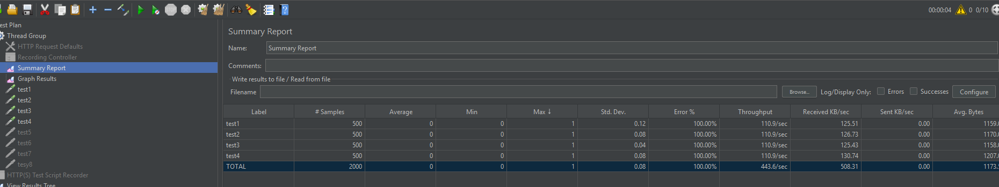 00:00:04 0 0/10
est Plan
Thread Group
HTTP Request Defaults
Recording Controller
Summary Report
Graph Results
test1
test2
test3
test4
test5
test6
test7
tesy8
HTTP(S) Test Script Recorder
View Results Tree
Summary Report
Name: Summary Report
Comments:
Write results to file / Read from file
Filename Browse... Log/Display Only: Errors Successes Configure
Label # Samples Average Min Max ↓ Std. Dev. Error % Throughput Received KB/sec Sent KB/sec Avg. Bytes
test1 500 0 0 1 0.12 100.00% 110.9/sec 125.51 0.00 1159.0
test2 500 0 0 1 0.08 100.00% 110.9/sec 126.73 0.00 1170.0
test3 500 0 0 1 0.04 100.00% 110.9/sec 125.43 0.00 1158.0
test4 500 0 0 1 0.08 100.00% 110.9/sec 130.74 0.00 1207.0
TOTAL 2000 0 0 1 0.08 100.00% 443.6/sec 508.31 0.00 1173.5